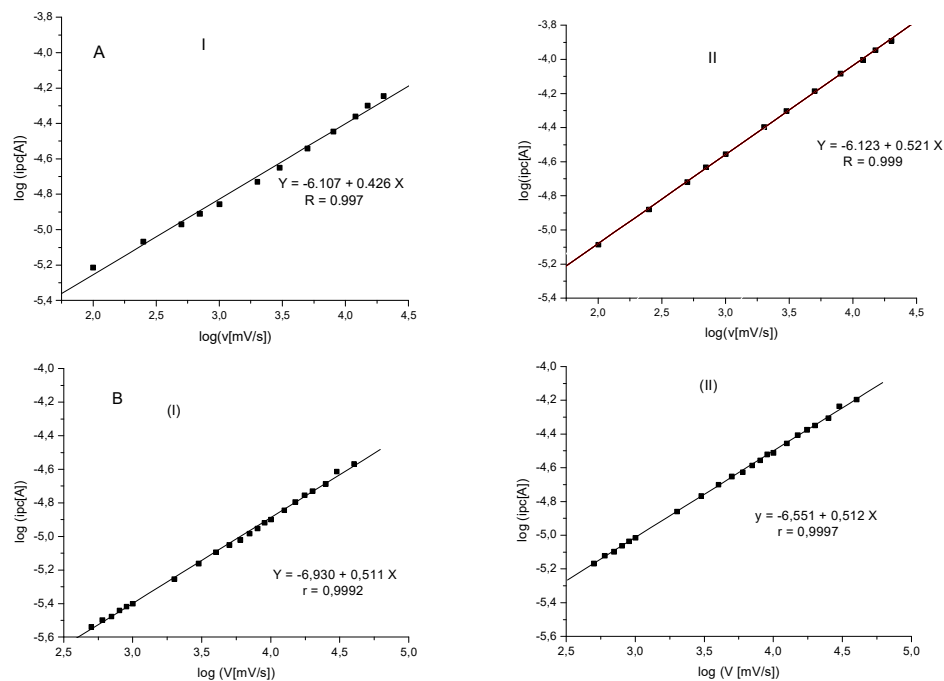 A
I
log (ipc[A])
-3,8
-4,0
-4,2
-4,4
-4,6
-4,8
-5,0
-5,2
-5,4
Y = -6.107 + 0.426 X
R = 0.997
2,0 2,5 3,0 3,5 4,0 4,5
log(v[mV/s])
II
log(ipc[A])
-3,8
-4,0
-4,2
-4,4
-4,6
-4,8
-5,0
-5,2
-5,4
Y = -6.123 + 0.521 X
R = 0.999
2,0 2,5 3,0 3,5 4,0 4,5
log(v[mV/s])
B
(I)
log (ipc[A])
-4,0
-4,2
-4,4
-4,6
-4,8
-5,0
-5,2
-5,4
-5,6
Y = -6,930 + 0,511 X
r = 0,9992
2,5 3,0 3,5 4,0 4,5 5,0
log (V[mV/s])
(II)
log (ipc[A])
-4,0
-4,2
-4,4
-4,6
-4,8
-5,0
-5,2
-5,4
-5,6
y = -6,551 + 0,512 X
r = 0,9997
2,5 3,0 3,5 4,0 4,5 5,0
log (V [mV/s])